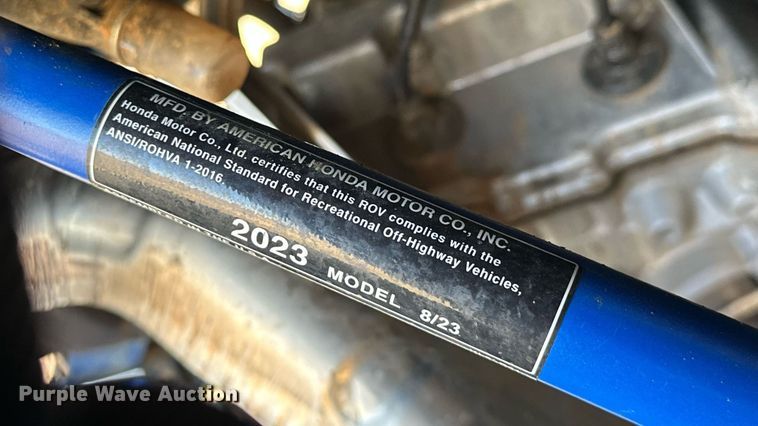 MFD. BY AMERICAN HONDA MOTOR CO., INC.
Honda Motor Co., Ltd. certifies that this ROV complies with the
American National Standard for Recreational Off-Highway Vehicles,
ANSI/ROHVA 1-2016.
2023 MODEL 8/23
Purple Wave Auction